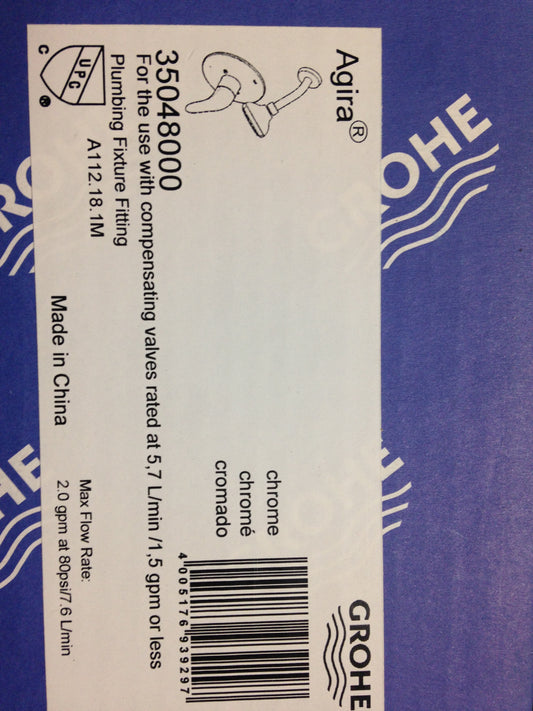 Agira®
GROHE
35048000
For the use with compensating valves rated at 5,7 L/min /1,5 gpm or less
Plumbing Fixture Fitting
A112.18.1M
UPC
C
chrome
chromé
cromado
4 005176 939297
Made in China
Max Flow Rate:
2.0 gpm at 80psi/7.6 L/min
GROHE